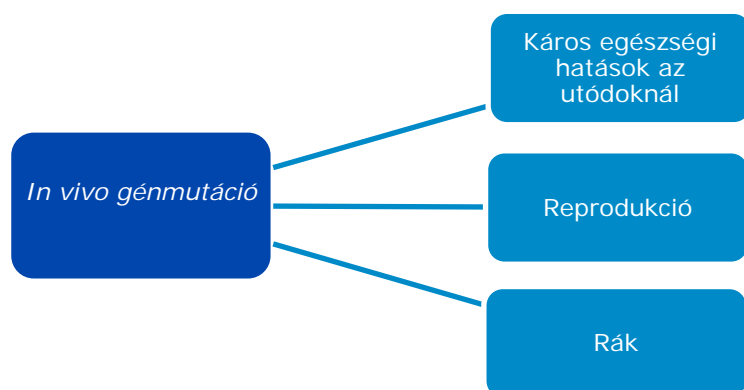 Káros egészségi
hatások az
utódoknál
In vivo génmutáció
Reprodukció
Rák